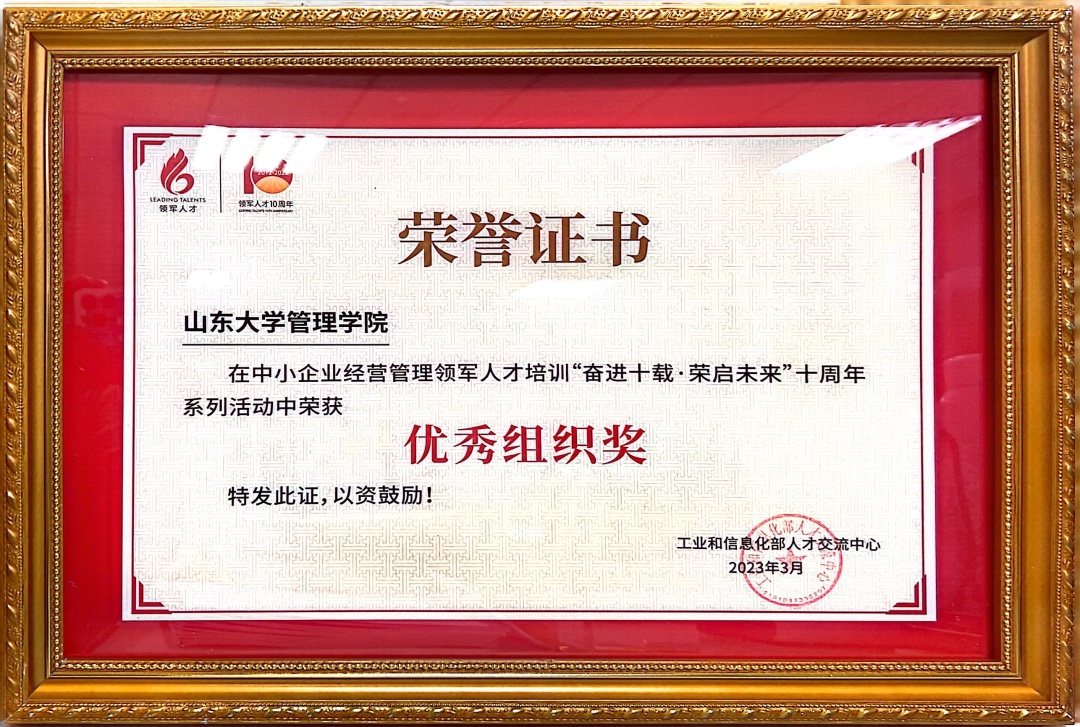 LEADING TALENTS
领军人才
领军人才10周年
荣誉证书
山东大学管理学院
在中小企业经营管理领军人才培训“奋进十载·荣启未来”十周年
系列活动中荣获
优秀组织奖
特发此证，以资鼓励！
工业和信息化部人才交流中心
2023年3月